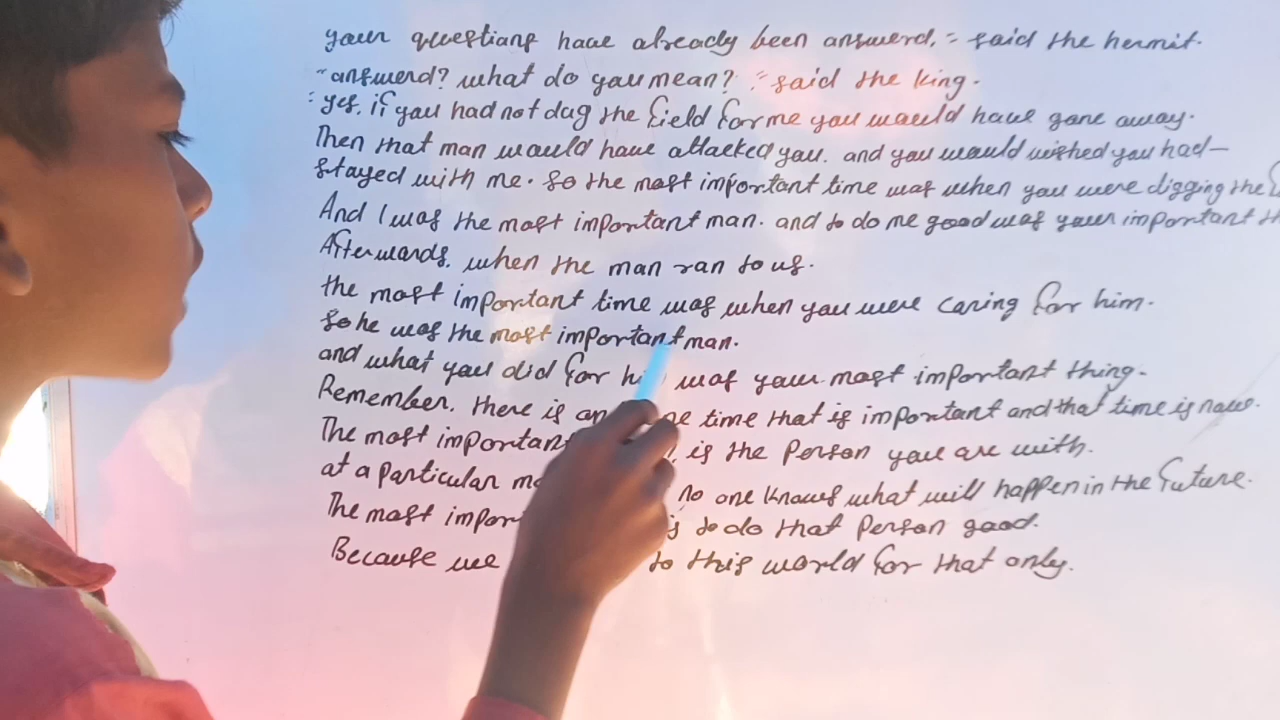 your questions have already been answerd," said the hermit.
"answerd? what do you mean? ," said the king.
"yes, if you had not dug the field for me you would have gone away.
Then that man would have attacked you. and you would wished you had-
stayed with me. So the most important time was when you were digging the
And I was the most important man. and to do me good was your important
Afterwards, when the man ran to us.
the most important time was when you were caring for him.
So he was the most important man.
and what you did for was your most important thing.
Remember, there is time that is important and that time is now.
The most important is the Person you are with.
at a particular no one knows what will happen in the future.
The most to do that Person good.
Because we to this world for that only.